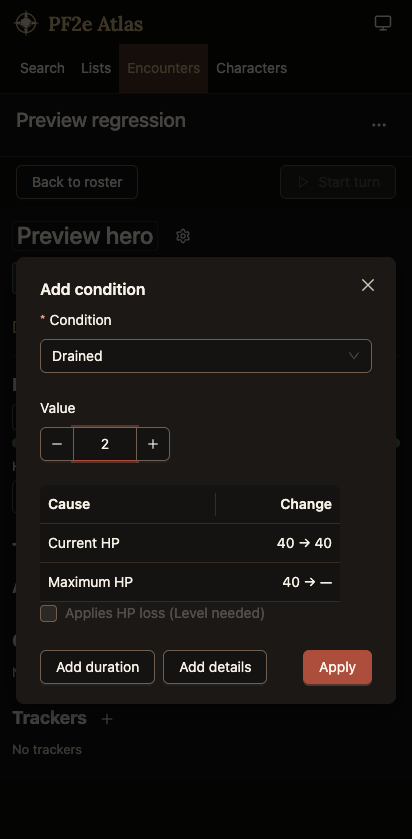 PF2e Atlas
Search Lists Encounters Characters
Preview regression
Back to roster Start turn
Preview hero
Add condition
* Condition
Drained
Value
− 2 +
Cause Change
Current HP 40 → 40
Maximum HP 40 → —
Applies HP loss (Level needed)
Add duration Add details Apply
Trackers +
No trackers